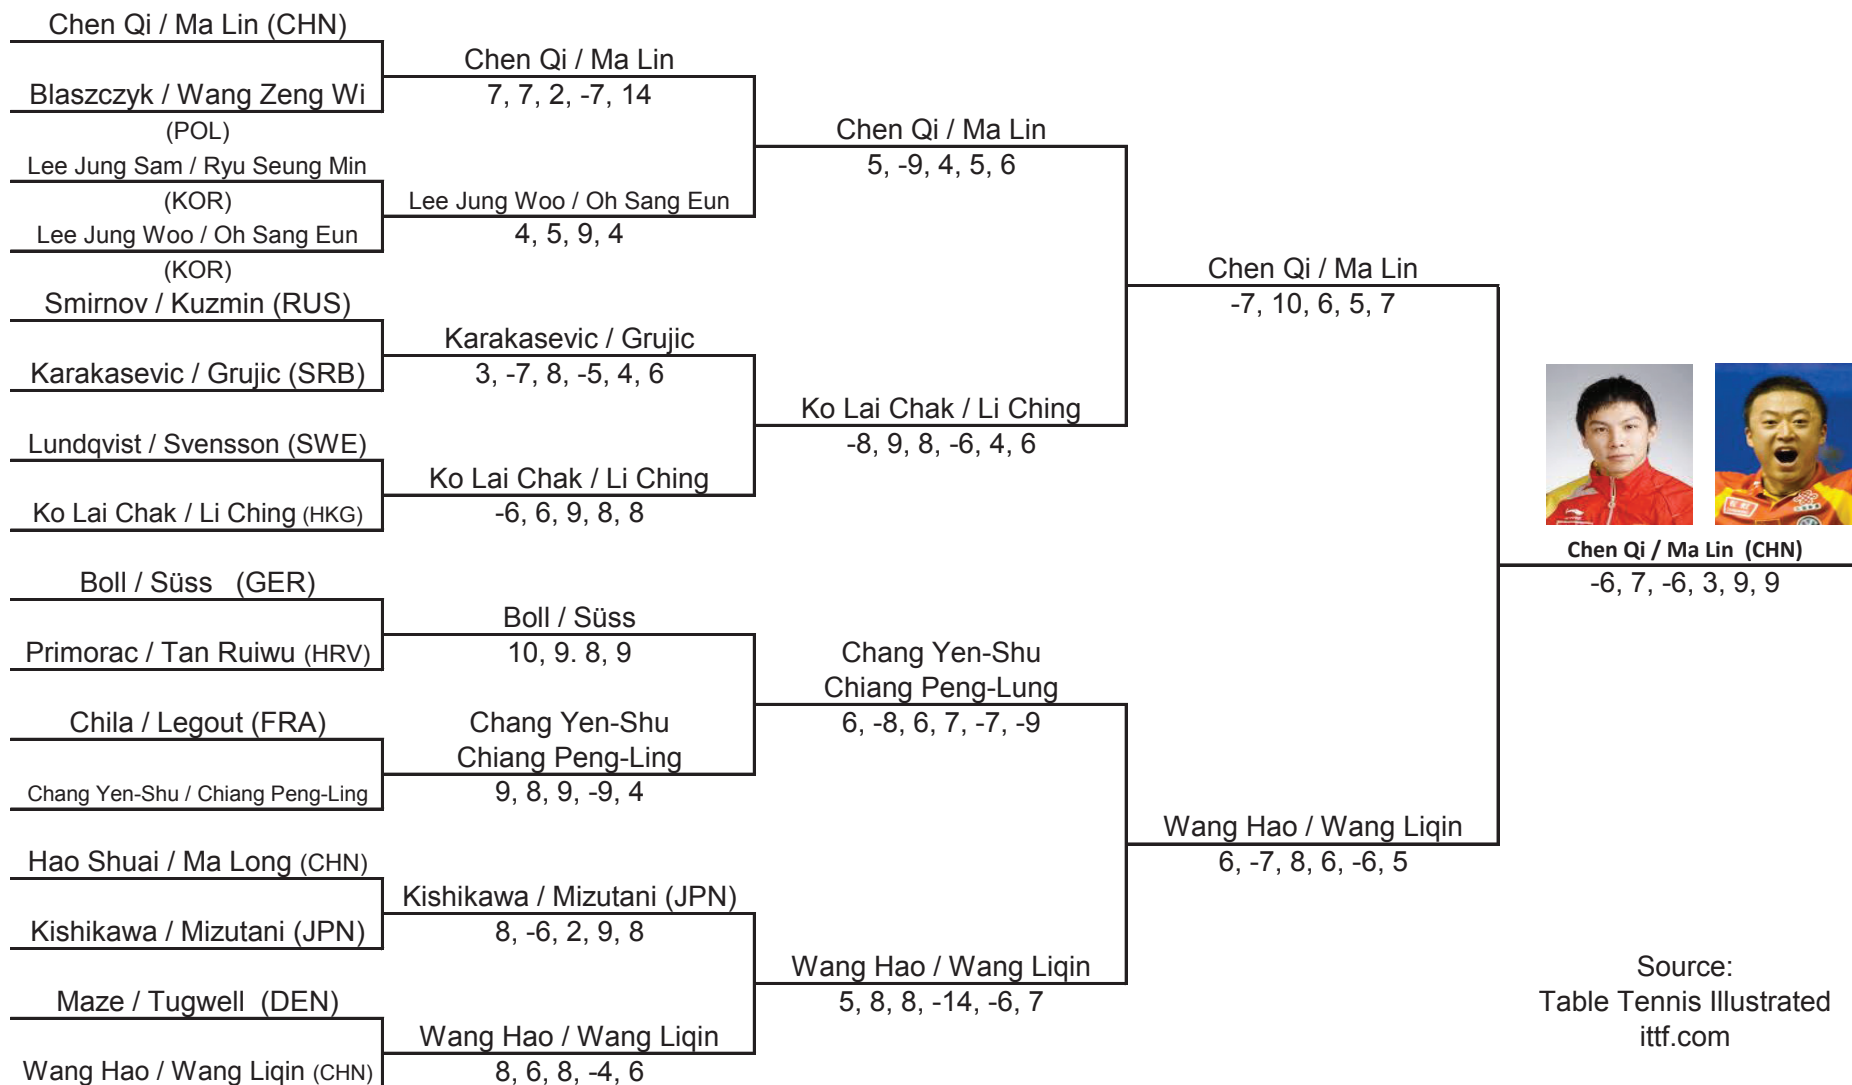 Chen Qi / Ma Lin (CHN)
Blaszczyk / Wang Zeng Wi
(POL)
Lee Jung Sam / Ryu Seung Min
(KOR)
Lee Jung Woo / Oh Sang Eun
(KOR)
Smirnov / Kuzmin (RUS)
Karakasevic / Grujic (SRB)
Lundqvist / Svensson (SWE)
Ko Lai Chak / Li Ching (HKG)
Boll / Süss (GER)
Primorac / Tan Ruiwu (HRV)
Chila / Legout (FRA)
Chang Yen-Shu / Chiang Peng-Ling
Hao Shuai / Ma Long (CHN)
Kishikawa / Mizutani (JPN)
Maze / Tugwell (DEN)
Wang Hao / Wang Liqin (CHN)
Chen Qi / Ma Lin
7, 7, 2, -7, 14
Lee Jung Woo / Oh Sang Eun
4, 5, 9, 4
Karakasevic / Grujic
3, -7, 8, -5, 4, 6
Ko Lai Chak / Li Ching
-6, 6, 9, 8, 8
Boll / Süss
10, 9. 8, 9
Chang Yen-Shu
Chiang Peng-Ling
9, 8, 9, -9, 4
Kishikawa / Mizutani (JPN)
8, -6, 2, 9, 8
Wang Hao / Wang Liqin
8, 6, 8, -4, 6
Chen Qi / Ma Lin
5, -9, 4, 5, 6
Ko Lai Chak / Li Ching
-8, 9, 8, -6, 4, 6
Chang Yen-Shu
Chiang Peng-Lung
6, -8, 6, 7, -7, -9
Wang Hao / Wang Liqin
5, 8, 8, -14, -6, 7
Chen Qi / Ma Lin
-7, 10, 6, 5, 7
Wang Hao / Wang Liqin
6, -7, 8, 6, -6, 5
Chen Qi / Ma Lin (CHN)
-6, 7, -6, 3, 9, 9
Source:
Table Tennis Illustrated
ittf.com